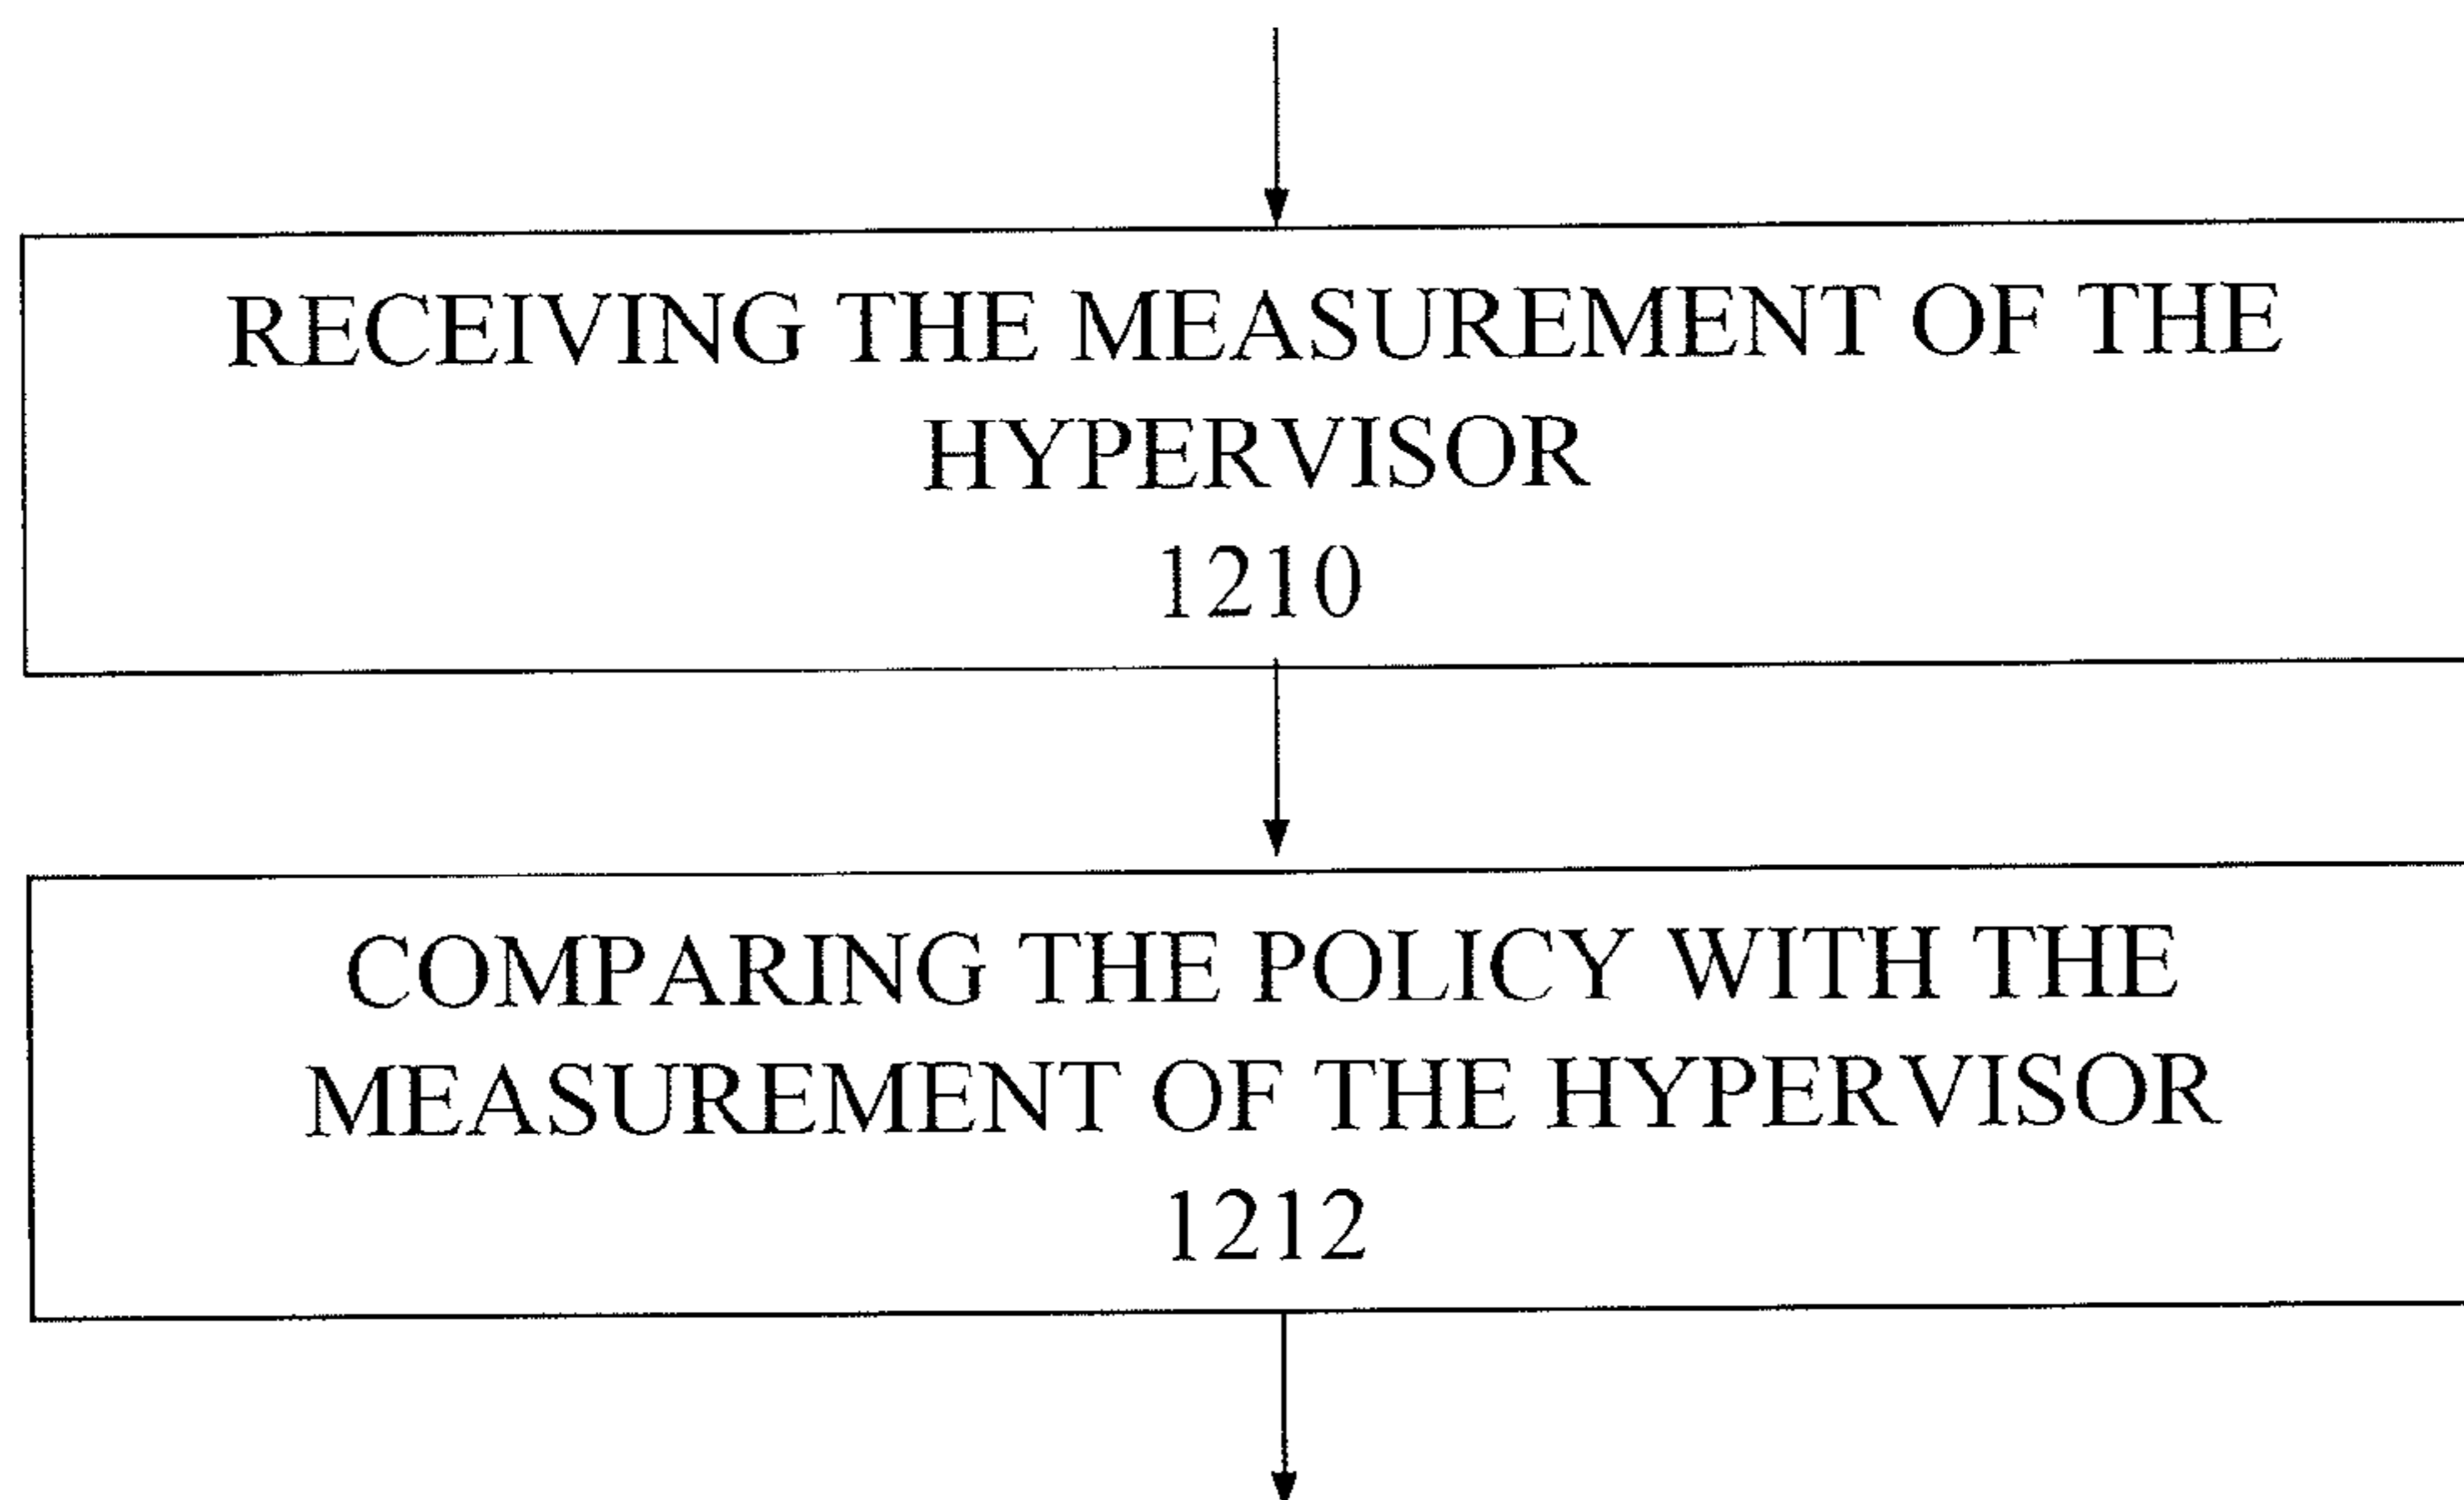 RECEIVING THE MEASUREMENT OF THE
HYPERVISOR
1210
COMPARING THE POLICY WITH THE
MEASUREMENT OF THE HYPERVISOR
1212